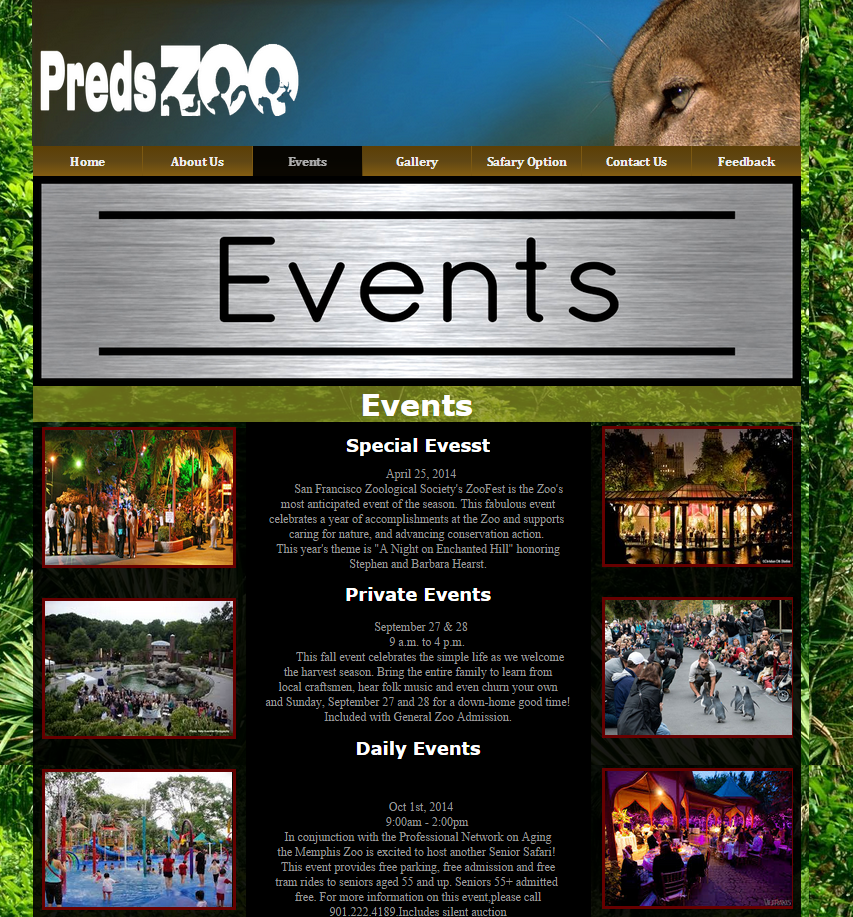 Preds ZOO
Home About Us Events Gallery Safary Option Contact Us Feedback
Events
Events
Special Evesst
April 25, 2014
San Francisco Zoological Society's ZooFest is the Zoo's
most anticipated event of the season. This fabulous event
celebrates a year of accomplishments at the Zoo and supports
caring for nature, and advancing conservation action.
This year's theme is "A Night on Enchanted Hill" honoring
Stephen and Barbara Hearst.
Private Events
September 27 & 28
9 a.m. to 4 p.m.
This fall event celebrates the simple life as we welcome
the harvest season. Bring the entire family to learn from
local craftsmen, hear folk music and even churn your own
and Sunday, September 27 and 28 for a down-home good time!
Included with General Zoo Admission.
Daily Events
Oct 1st, 2014
9:00am - 2:00pm
In conjunction with the Professional Network on Aging
the Memphis Zoo is excited to host another Senior Safari!
This event provides free parking, free admission and free
tram rides to seniors aged 55 and up. Seniors 55+ admitted
free. For more information on this event,please call
901.222.4189.Includes silent auction